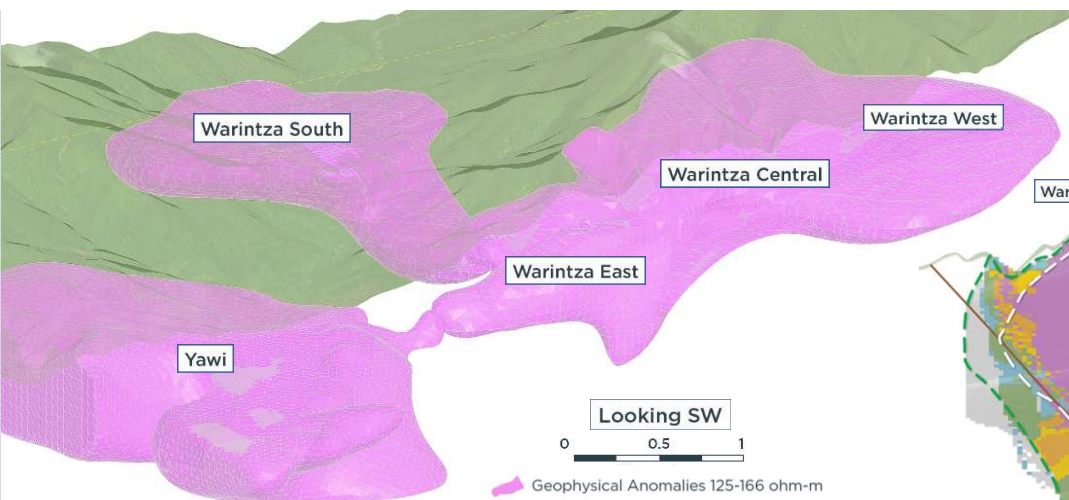 Warintza South
Warintza West
Warintza Central
Warintza East
Yawi
Looking SW
0 0.5 1
Geophysical Anomalies 125-166 ohm-m